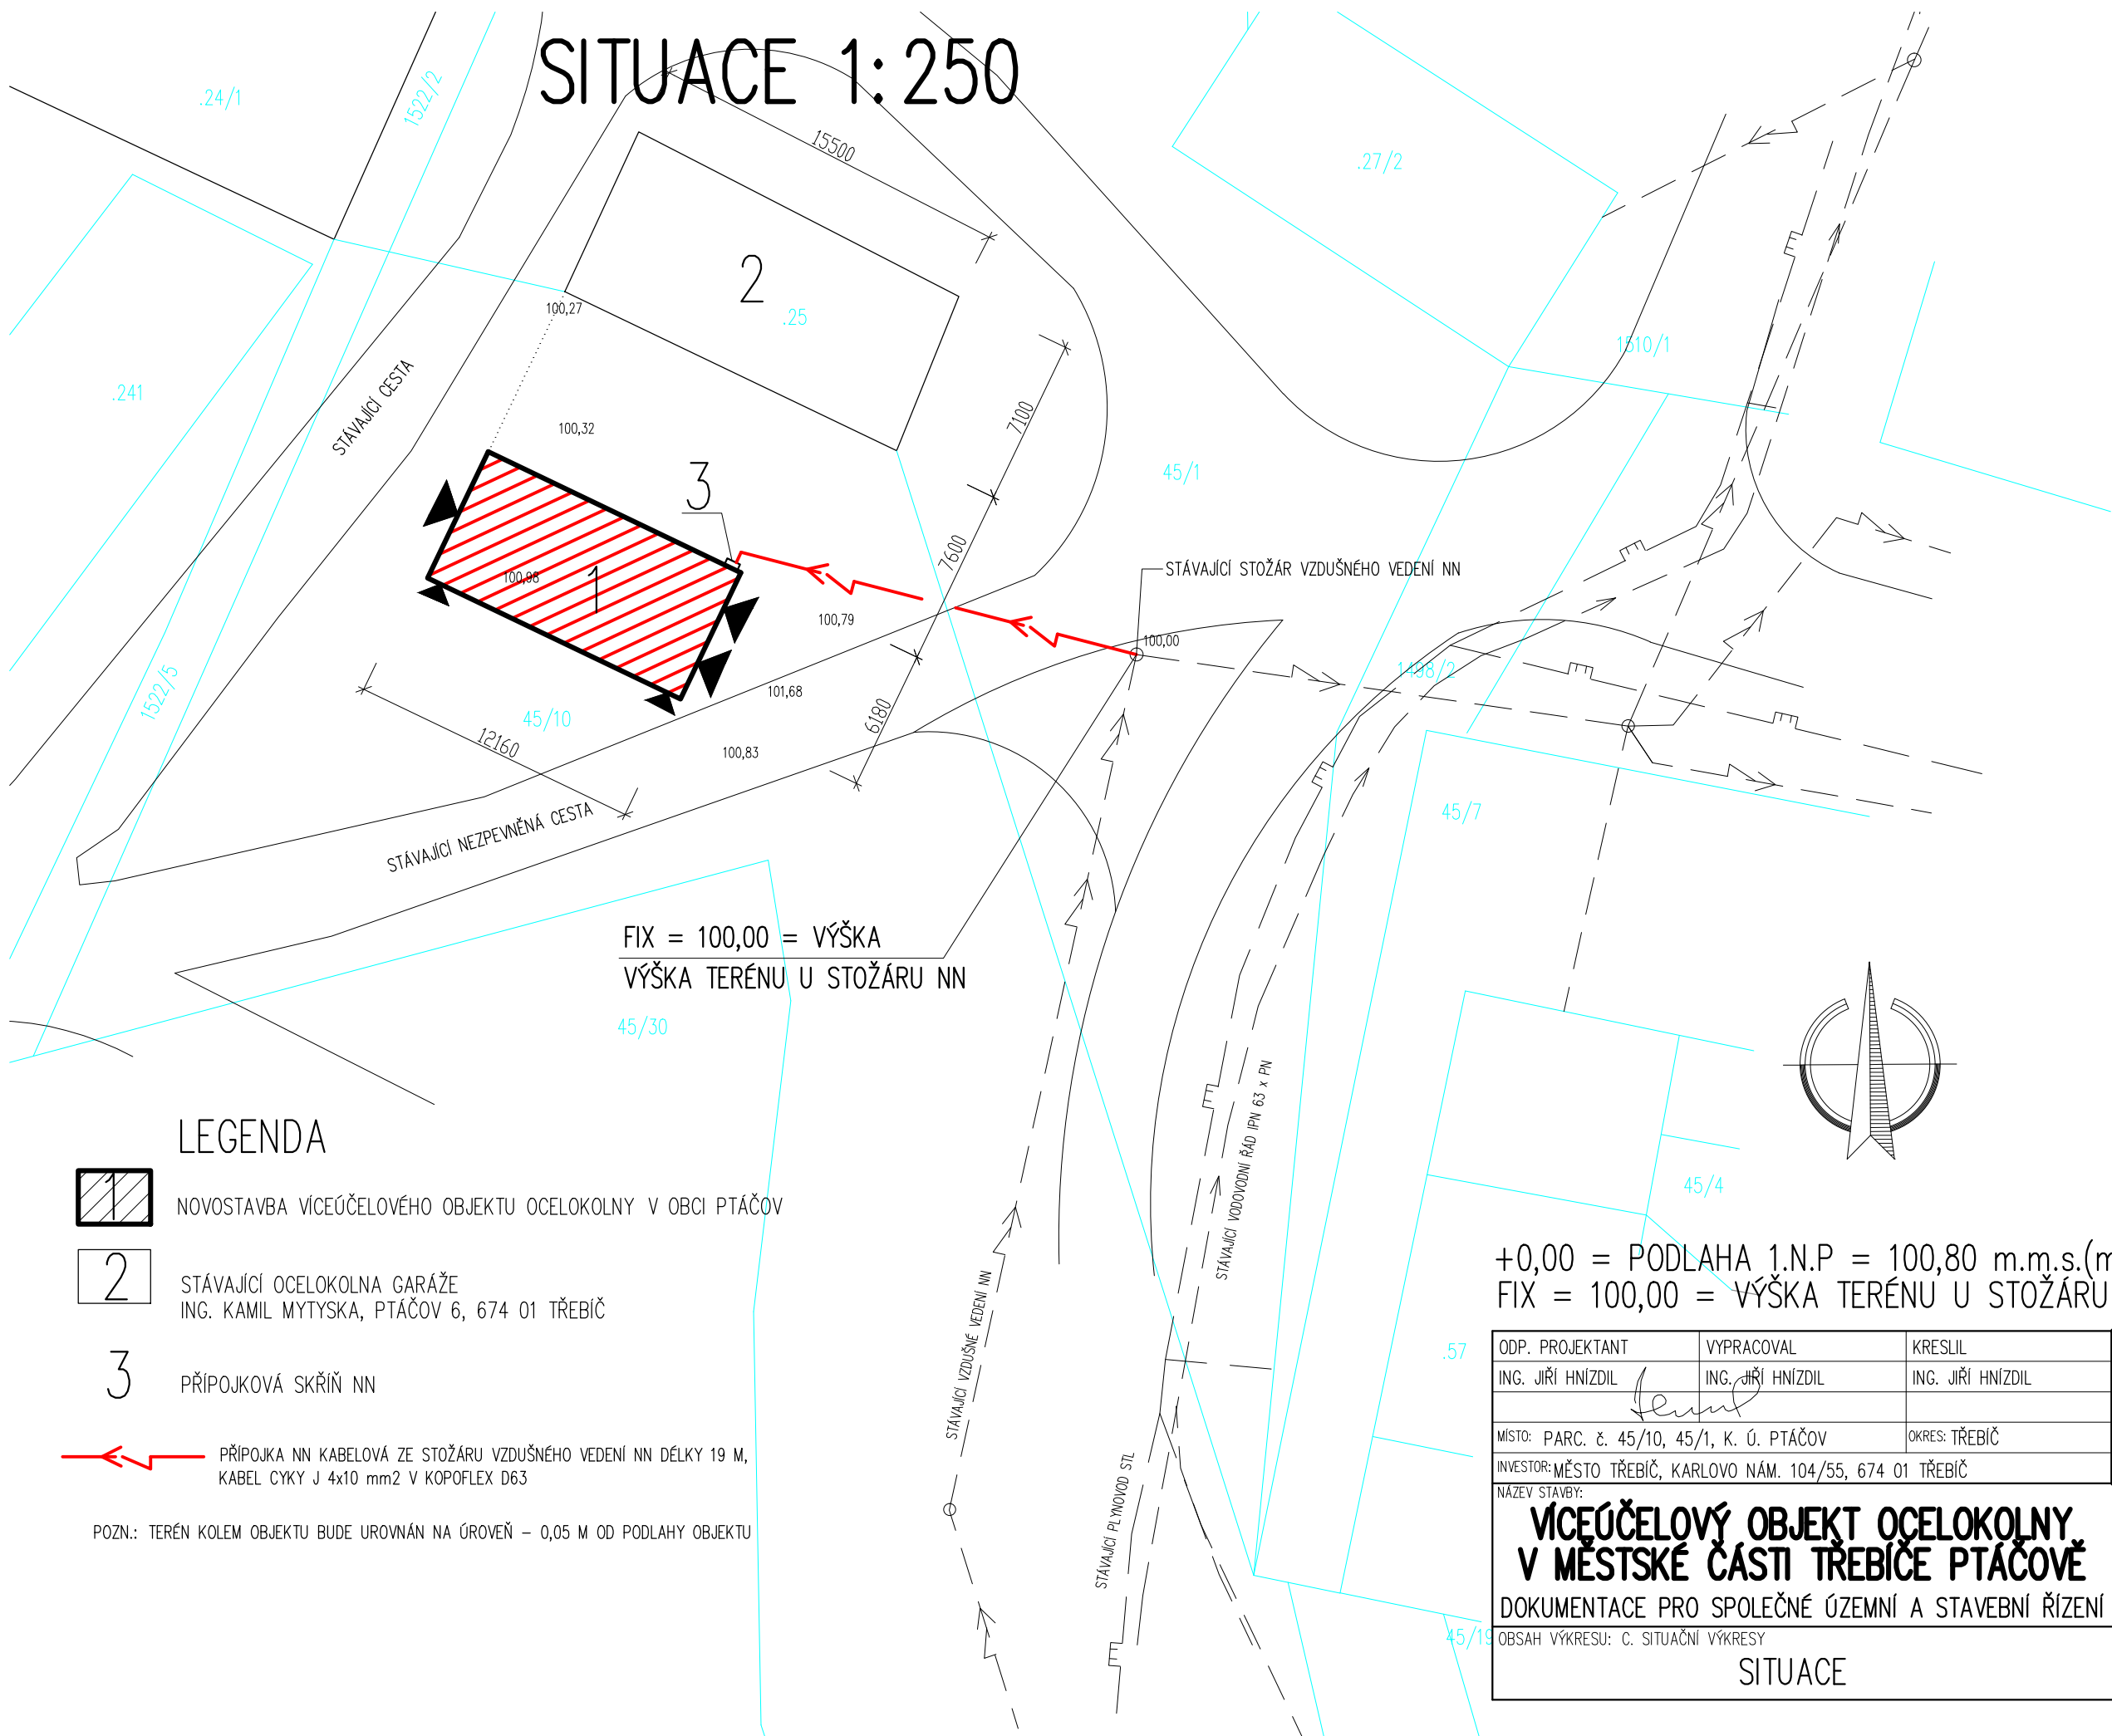 SITUACE 1:250
.24/1
1522/2
15500
.27/2
2
.25
100,27
.241
STÁVAJÍCÍ CESTA
1510/1
7100
100,32
3
45/1
7600
STÁVAJÍCÍ STOŽÁR VZDUŠNÉHO VEDENÍ NN
100,98
1
100,79
100,00
1498/2
1522/5
101,68
45/10
6180
12160
100,83
45/7
STÁVAJÍCÍ NEZPEVNĚNÁ CESTA
FIX = 100,00 = VÝŠKA
VÝŠKA TERÉNU U STOŽÁRU NN
45/30
STÁVAJÍCÍ VODOVODNÍ ŘÁD IPN 63 x PN
STÁVAJÍCÍ VZDUŠNÉ VEDENÍ NN
STÁVAJÍCÍ PLYNOVOD STL
45/4
.57
45/19
LEGENDA
1
NOVOSTAVBA VÍCEÚČELOVÉHO OBJEKTU OCELOKOLNY V OBCI PTÁČOV
2
STÁVAJÍCÍ OCELOKOLNA GARÁŽE
ING. KAMIL MYTYSKA, PTÁČOV 6, 674 01 TŘEBÍČ
3
PŘÍPOJKOVÁ SKŘÍŇ NN
PŘÍPOJKA NN KABELOVÁ ZE STOŽÁRU VZDUŠNÉHO VEDENÍ NN DÉLKY 19 M,
KABEL CYKY J 4x10 mm2 V KOPOFLEX D63
POZN.: TERÉN KOLEM OBJEKTU BUDE UROVNÁN NA ÚROVEŇ – 0,05 M OD PODLAHY OBJEKTU
+0,00 = PODLAHA 1.N.P = 100,80 m.m.s.(m
FIX = 100,00 = VÝŠKA TERÉNU U STOŽÁRU
ODP. PROJEKTANT VYPRACOVAL KRESLIL
ING. JIŘÍ HNÍZDIL ING. JIŘÍ HNÍZDIL ING. JIŘÍ HNÍZDIL
MÍSTO: PARC. č. 45/10, 45/1, K. Ú. PTÁČOV OKRES: TŘEBÍČ
INVESTOR: MĚSTO TŘEBÍČ, KARLOVO NÁM. 104/55, 674 01 TŘEBÍČ
NÁZEV STAVBY:
VÍCEÚČELOVÝ OBJEKT OCELOKOLNY
V MĚSTSKÉ ČÁSTI TŘEBÍČE PTÁČOVĚ
DOKUMENTACE PRO SPOLEČNÉ ÚZEMNÍ A STAVEBNÍ ŘÍZENÍ
OBSAH VÝKRESU: C. SITUAČNÍ VÝKRESY
SITUACE